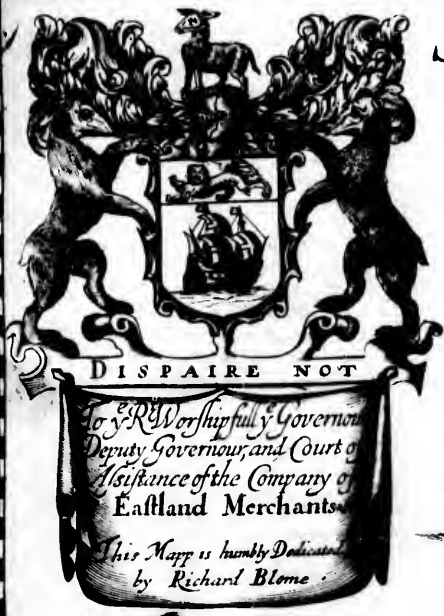 DISPAIRE NOT
To yᵉ Rᵗ Worshipfull yᵉ Governour
Deputy Governour, and Court of
Assistance of the Company of
Eastland Merchants
This Mapp is humbly Dedicated
by Richard Blome.